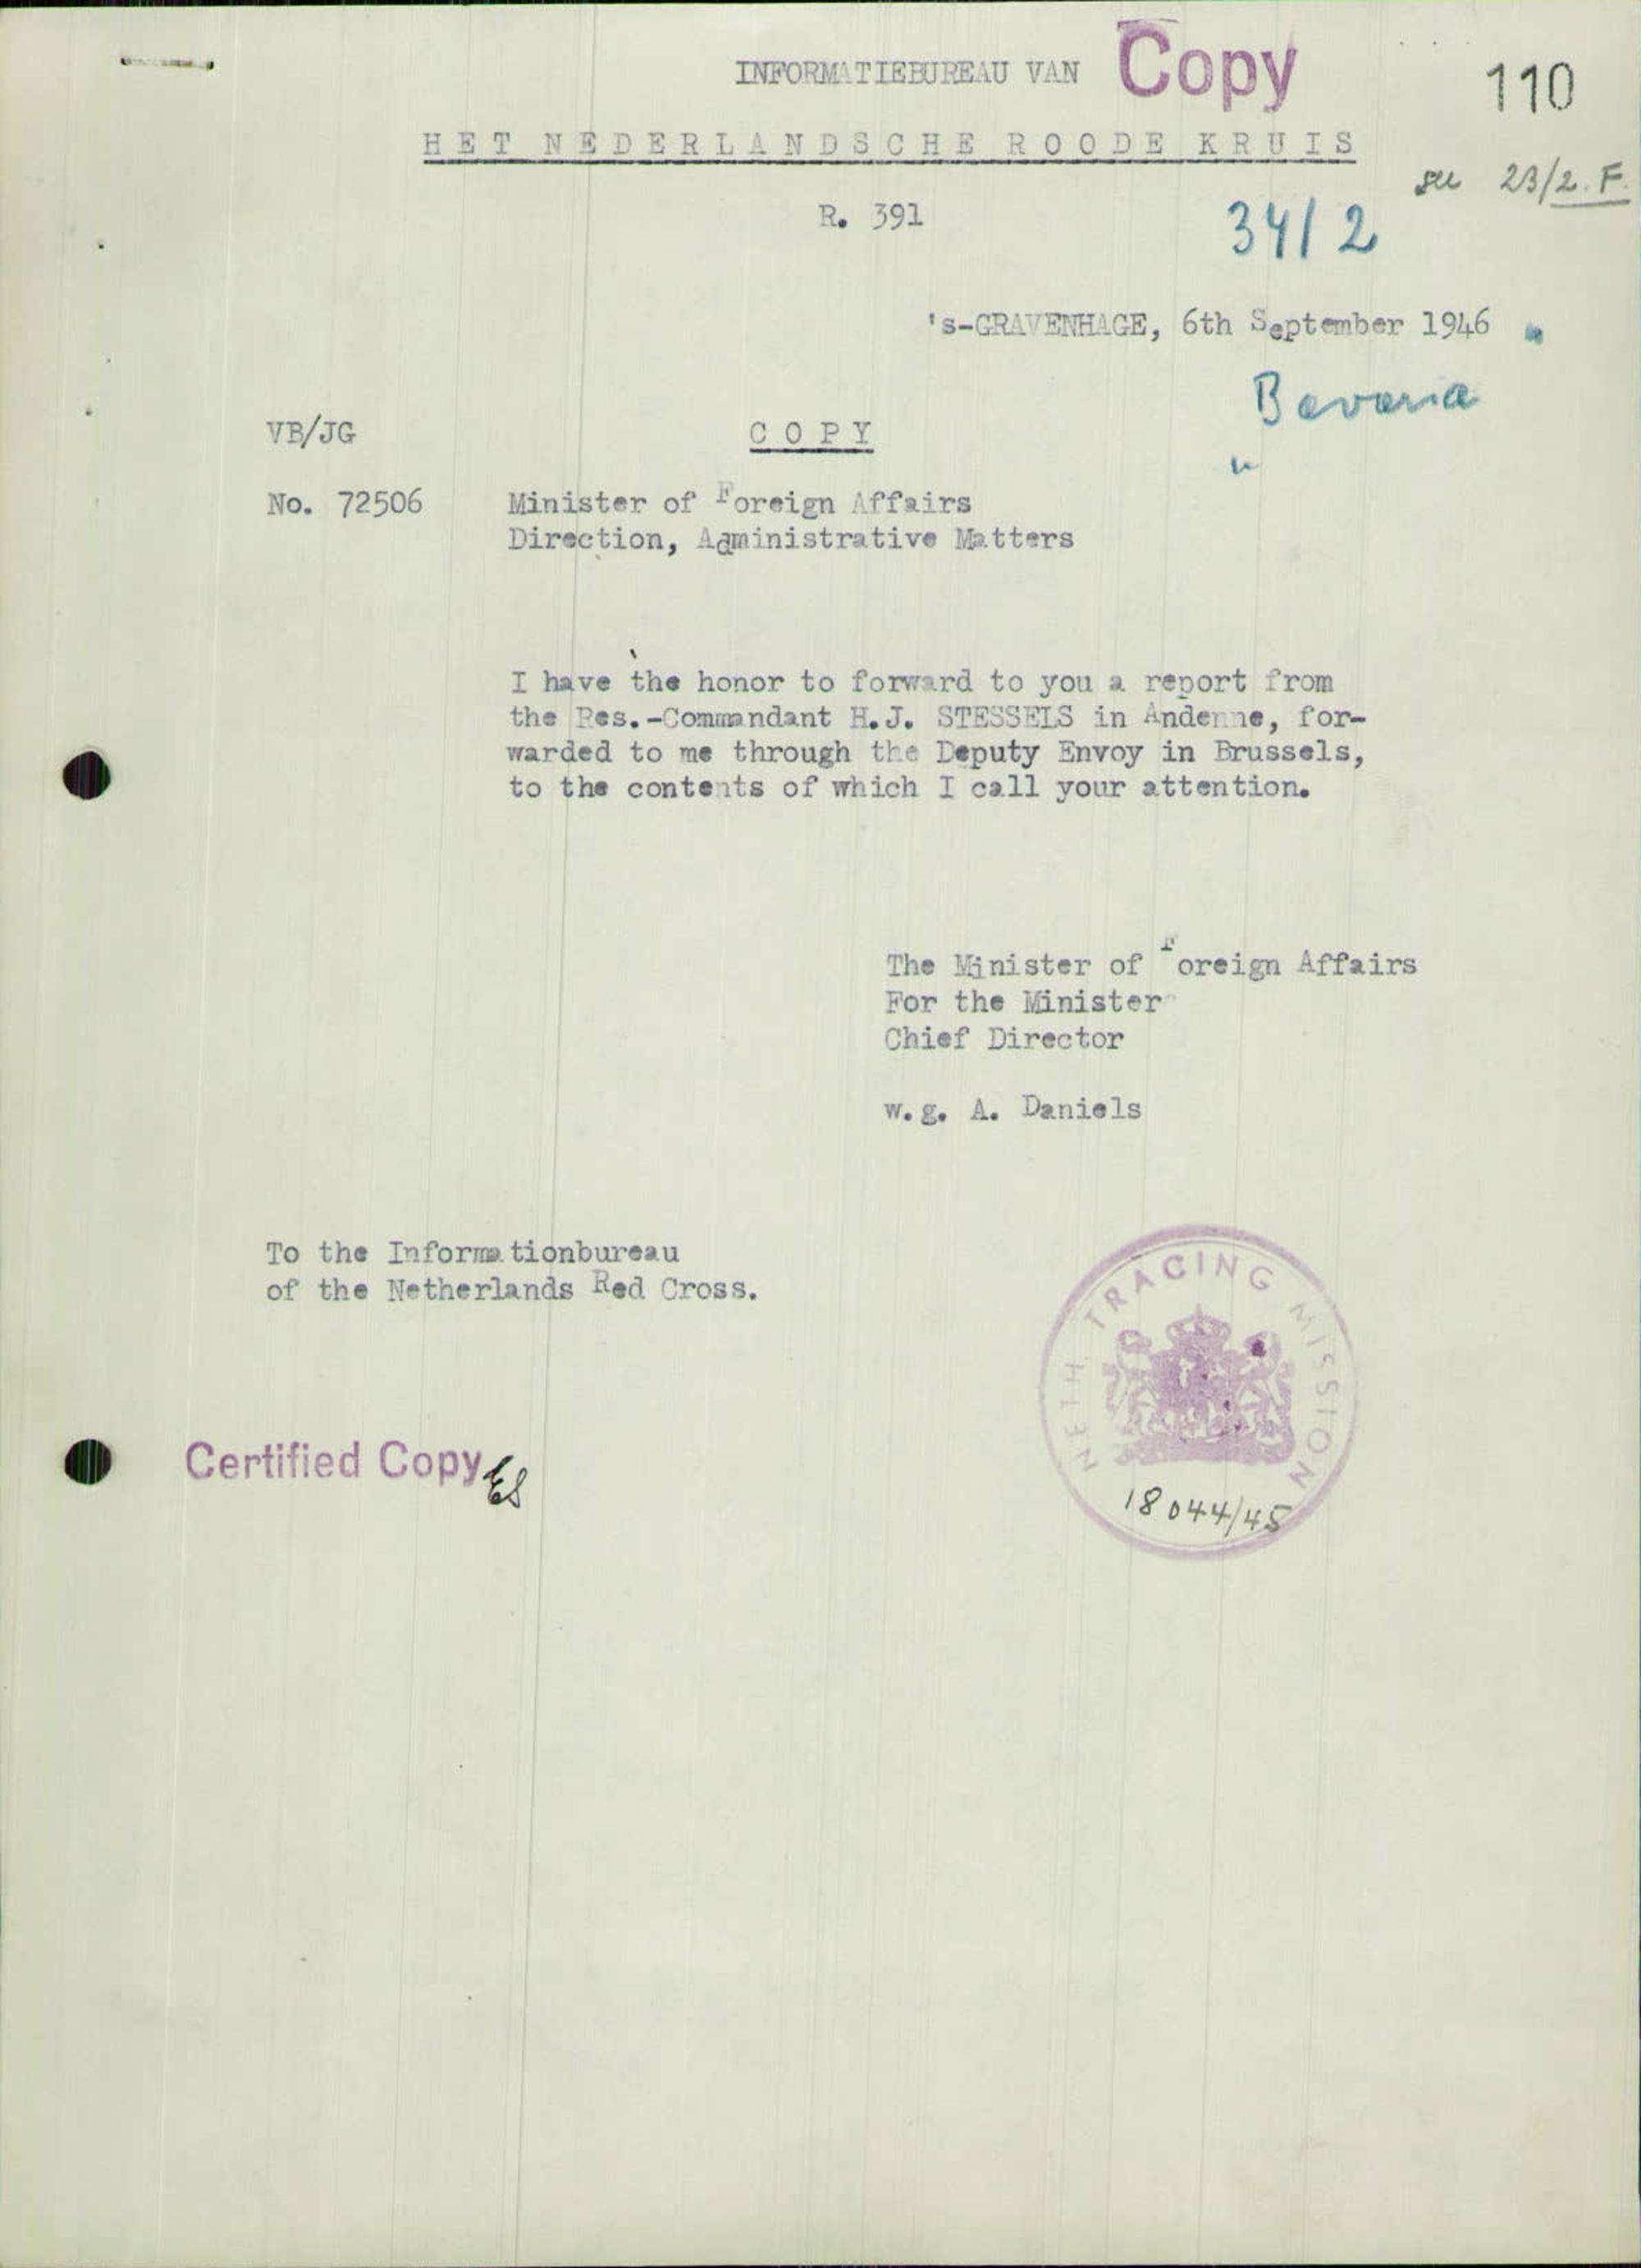 INFORMATIEBUREAU VAN
Copy
110
HET NEDERLANDSCHE ROODE KRUIS
23/2.F.
R. 391
34/2
's-GRAVENHAGE, 6th September 1946
Bavaria
VB/JG
COPY
No. 72506
Minister of Foreign Affairs
Direction, Administrative Matters
I have the honor to forward to you a report from
the Res.-Commandant H.J. STESSELS in Andenne, for-
warded to me through the Deputy Envoy in Brussels,
to the contents of which I call your attention.
The Minister of Foreign Affairs
For the Minister
Chief Director
w.g. A. Daniels
To the Informationbureau
of the Netherlands Red Cross.
NETH TRACING MISSION
18044/45
Certified Copy